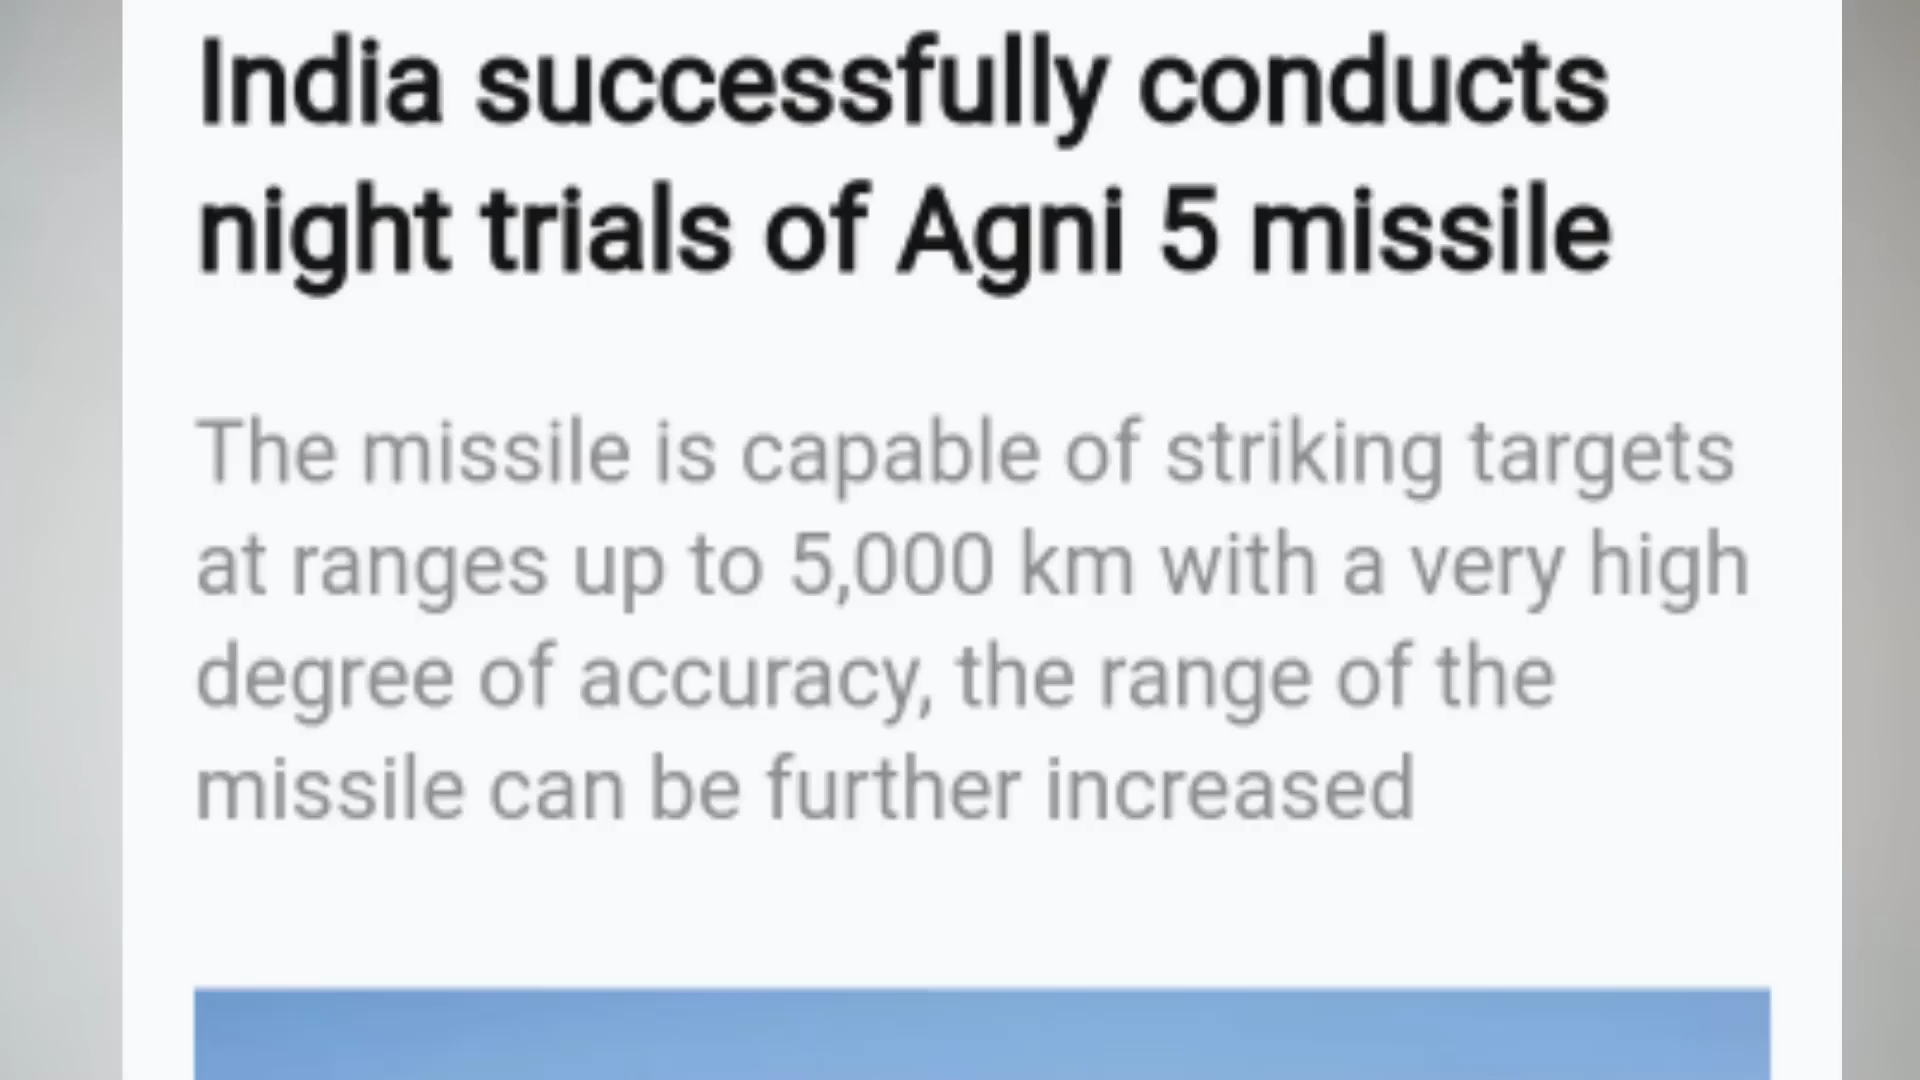 India successfully conducts
night trials of Agni 5 missile
The missile is capable of striking targets
at ranges up to 5,000 km with a very high
degree of accuracy, the range of the
missile can be further increased